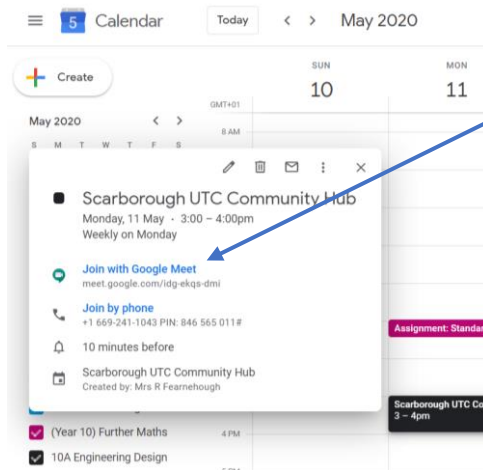 5 Calendar Today May 2020
Create
SUN MON
10 11
GMT+01
May 2020
8 AM
S M T W T F S
Scarborough UTC Community Hub
Monday, 11 May · 3:00 – 4:00pm
Weekly on Monday
Join with Google Meet
meet.google.com/idg-ekqs-dmi
Join by phone
+1 669-241-1043 PIN: 846 565 011#
10 minutes before
Scarborough UTC Community Hub
Created by: Mrs R Fearnehough
Assignment: Standar
Scarborough UTC Co
3 – 4pm
(Year 10) Further Maths
4 PM
10A Engineering Design